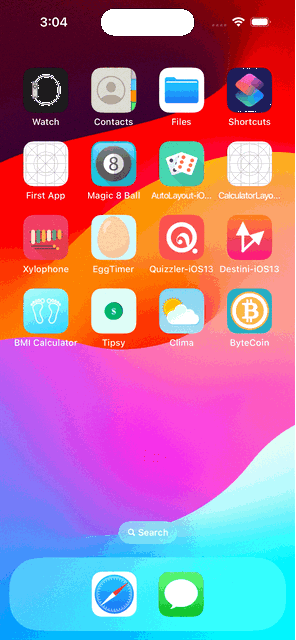 3:04
Watch
Contacts
Files
Shortcuts
First App
Magic 8 Ball
AutoLayout-iO...
CalculatorLayo...
Xylophone
EggTimer
Quizzler-iOS13
Destini-iOS13
BMI Calculator
Tipsy
Clima
ByteCoin
Search